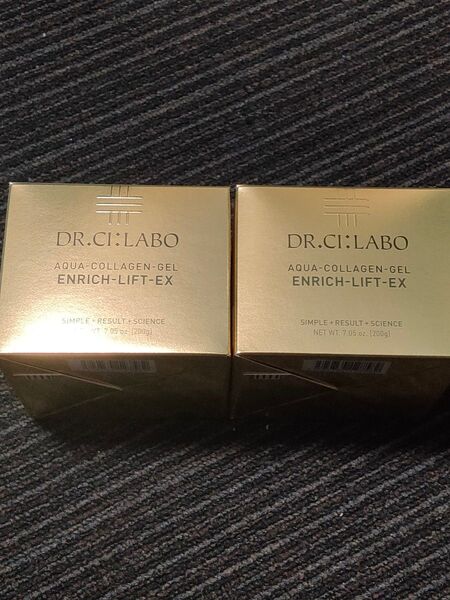 DR.CI:LABO
AQUA-COLLAGEN-GEL
ENRICH-LIFT-EX
SIMPLE + RESULT + SCIENCE
WT. 7.05 oz. [200g]
DR.CI:LABO
AQUA-COLLAGEN-GEL
ENRICH-LIFT-EX
SIMPLE + RESULT + SCIENCE
NET WT. 7.05 oz. [200g]